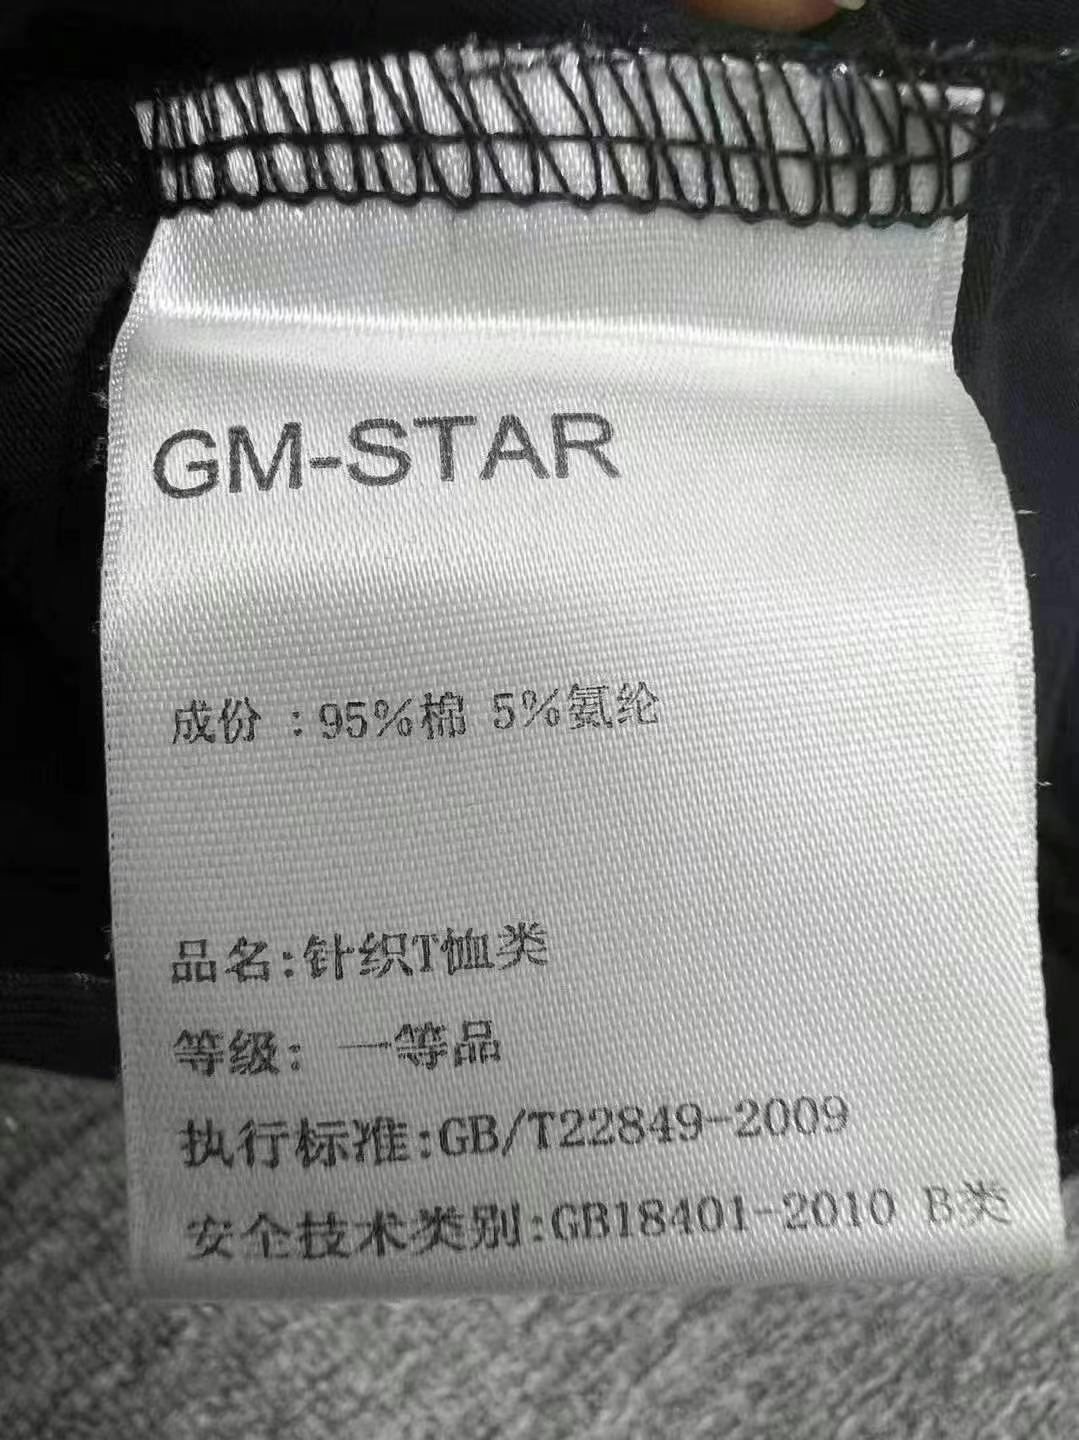 GM-STAR
成份 : 95%棉 5%氨纶
品名:针织T恤类
等级: 一等品
执行标准:GB/T22849-2009
安全技术类别:GB18401-2010 B类